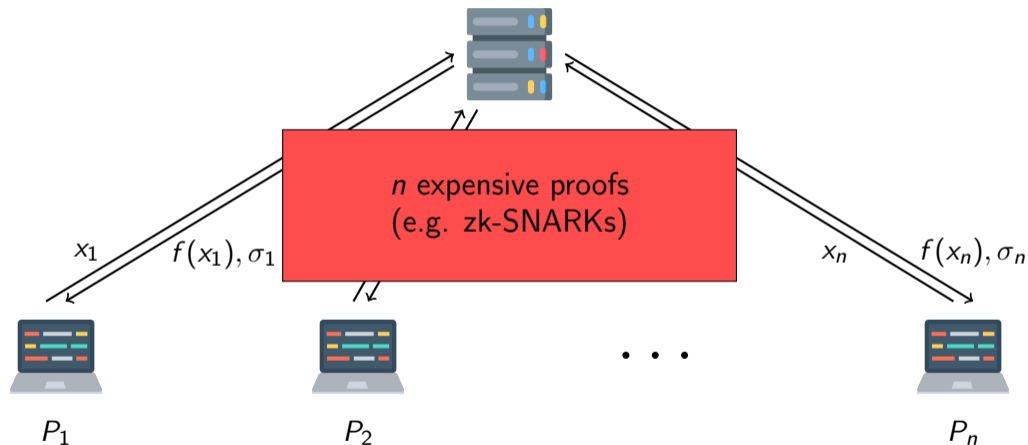 n expensive proofs
(e.g. zk-SNARKs)
x₁
f(x₁), σ₁
xₙ
f(xₙ), σₙ
. . .
P₁
P₂
Pₙ